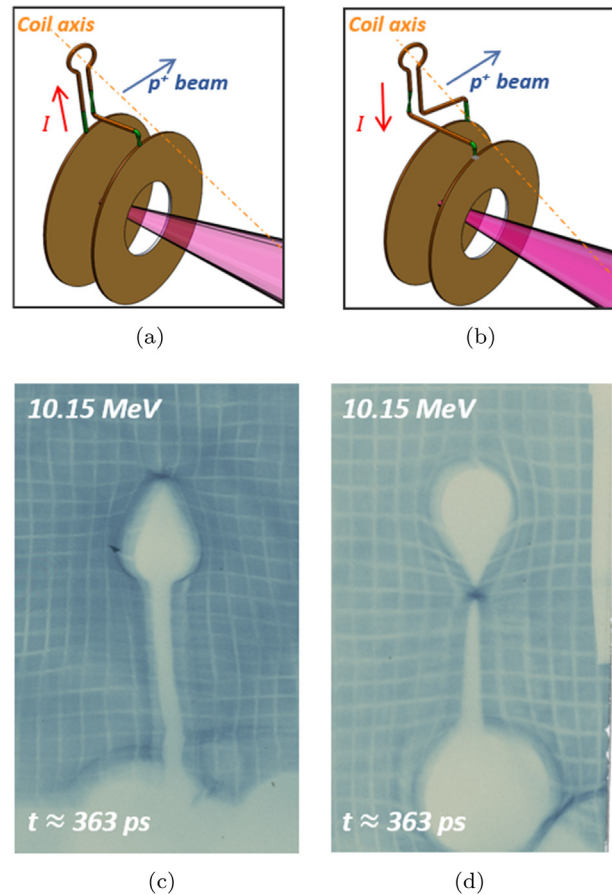 Coil axis
p+ beam
I
(a)
Coil axis
p+ beam
I
(b)
10.15 MeV
t ≈ 363 ps
(c)
10.15 MeV
t ≈ 363 ps
(d)